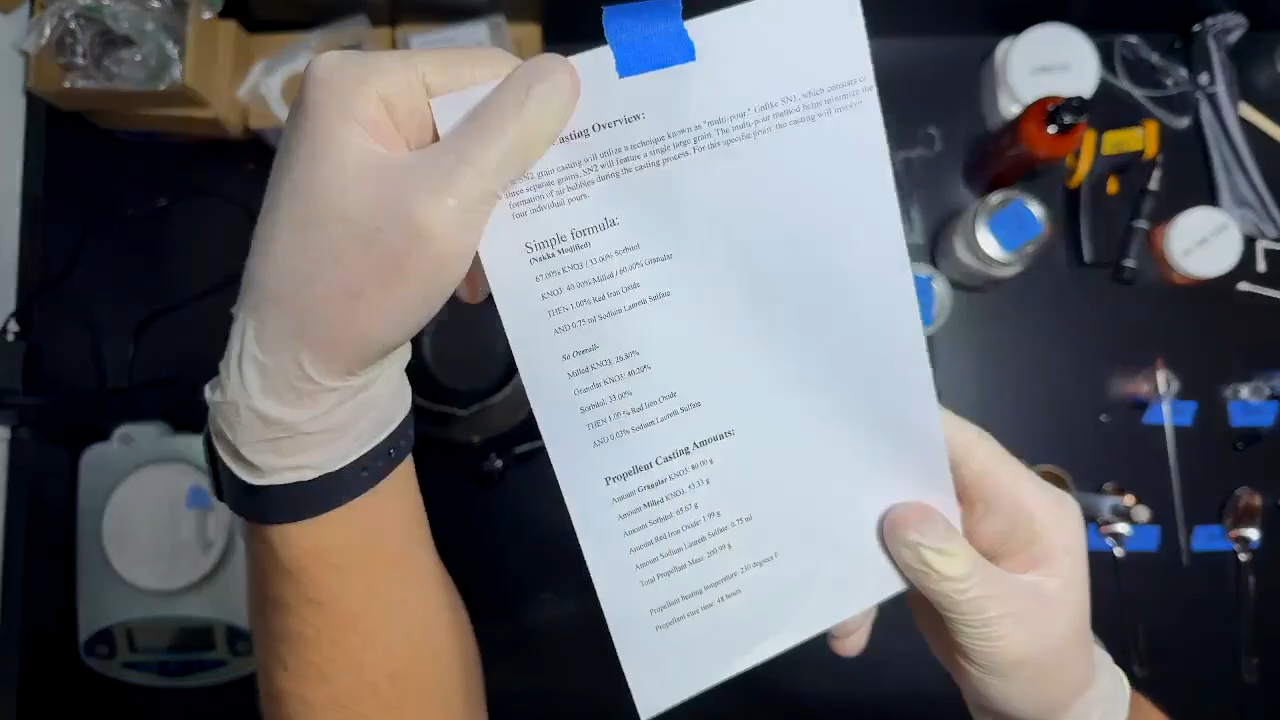 asting Overview:
SN2 grain casting will utilize a technique known as "multi-pour." Unlike SN1, which consists
three separate grains, SN2 will feature a single large grain. The multi-pour method helps minimize the
formation of air bubbles during the casting process. For this specific grain, the casting will involve
four individual pours.
Simple formula:
(Nakka Modified)
67.00% KNO3 / 33.00% Sorbitol
KNO3: 40.00% Milled / 60.00% Granular
THEN 1.00% Red Iron Oxide
AND 0.75 ml Sodium Laureth Sulfate
So Overall-
Milled KNO3: 26.80%
Granular KNO3: 40.20%
Sorbitol: 33.00%
THEN 1.00 % Red Iron Oxide
AND 0.03% Sodium Laureth Sulfate
Propellent Casting Amounts:
Amount Granular KNO3: 80.00 g
Amount Milled KNO3: 53.33 g
Amount Sorbitol: 65.67 g
Amount Red Iron Oxide: 1.99 g
Amount Sodium Laureth Sulfate: 0.75 ml
Total Propellant Mass: 200.99 g
Propellent heating temperature: 230 degrees F
Propellent cure time: 48 hours